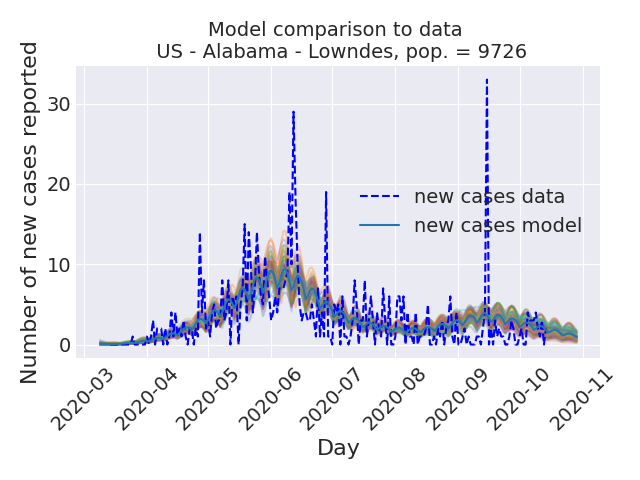 Model comparison to data
US - Alabama - Lowndes, pop. = 9726
Number of new cases reported
30
20
10
0
new cases data
new cases model
2020-03
2020-04
2020-05
2020-06
2020-07
2020-08
2020-09
2020-10
2020-11
Day